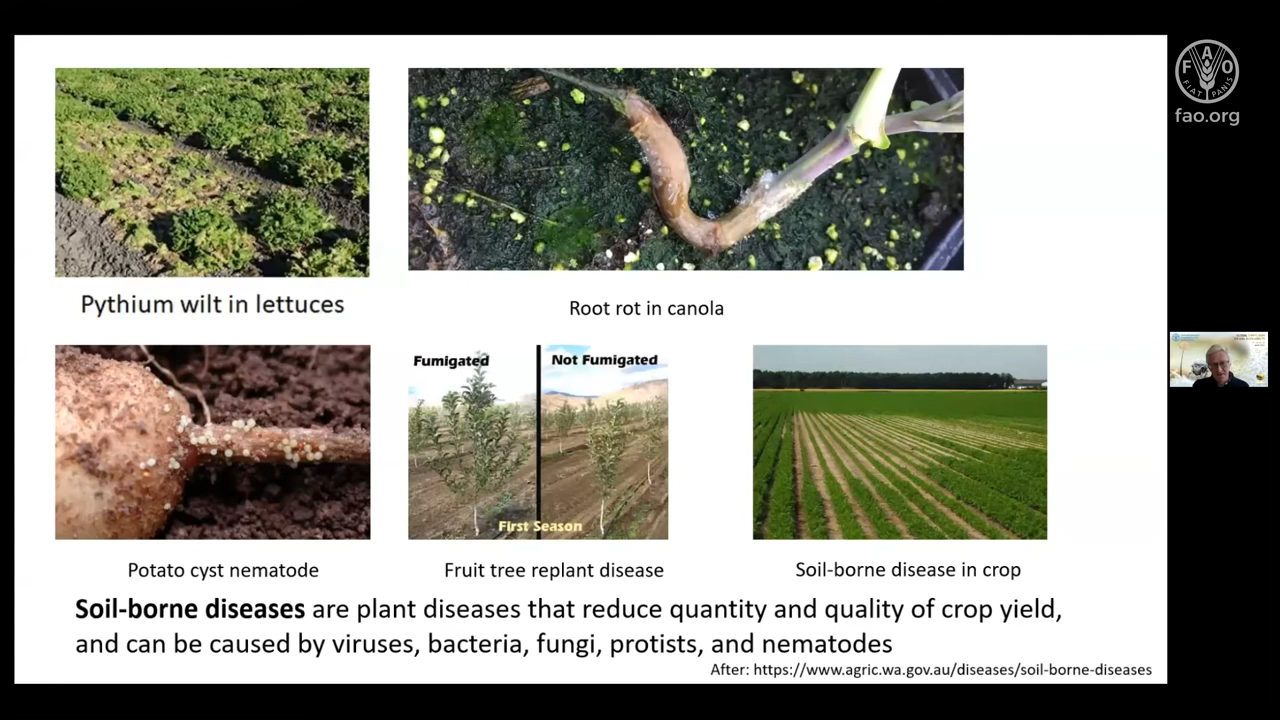 FAO
FIAT PANIS
fao.org
Pythium wilt in lettuces
Root rot in canola
Fumigated
Not Fumigated
First Season
Potato cyst nematode
Fruit tree replant disease
Soil-borne disease in crop
Soil-borne diseases are plant diseases that reduce quantity and quality of crop yield,
and can be caused by viruses, bacteria, fungi, protists, and nematodes
After: https://www.agric.wa.gov.au/diseases/soil-borne-diseases